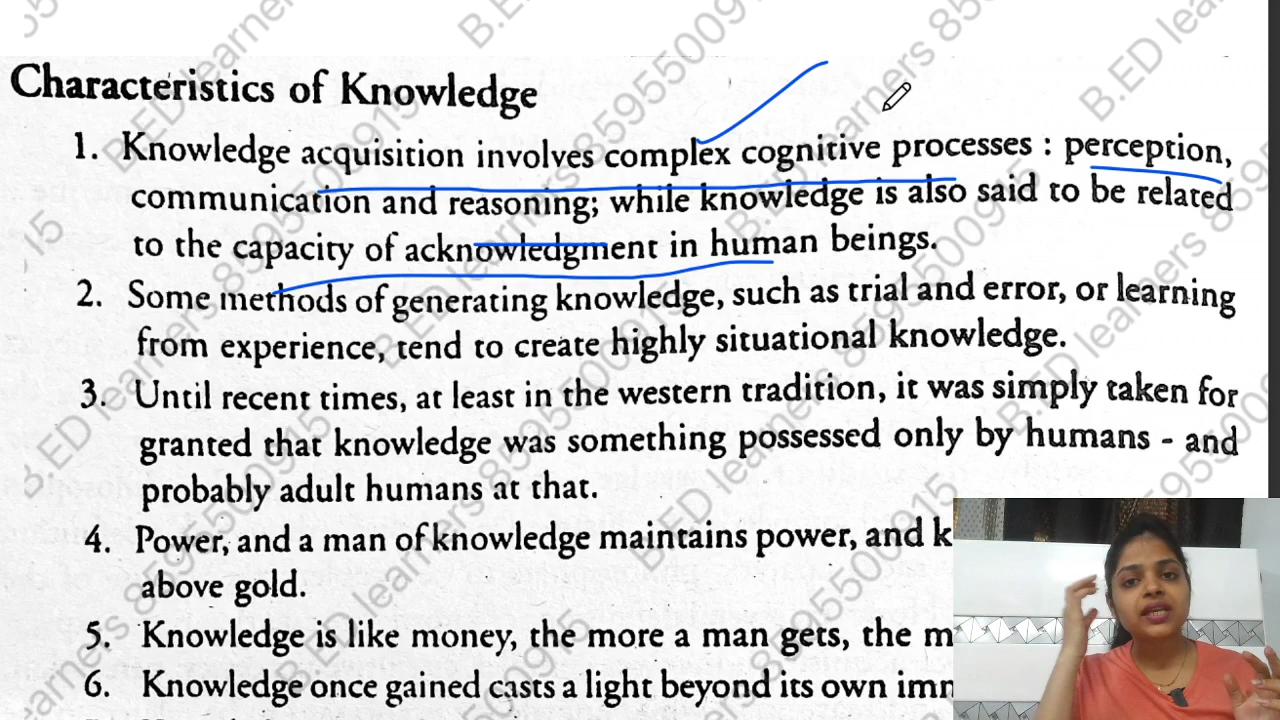 Characteristics of Knowledge
1. Knowledge acquisition involves complex cognitive processes : perception,
communication and reasoning; while knowledge is also said to be related
to the capacity of acknowledgment in human beings.
2. Some methods of generating knowledge, such as trial and error, or learning
from experience, tend to create highly situational knowledge.
3. Until recent times, at least in the western tradition, it was simply taken for
granted that knowledge was something possessed only by humans - and
probably adult humans at that.
4. Power, and a man of knowledge maintains power, and k
above gold.
5. Knowledge is like money, the more a man gets, the m
6. Knowledge once gained casts a light beyond its own imm
B.ED learners 8595500915